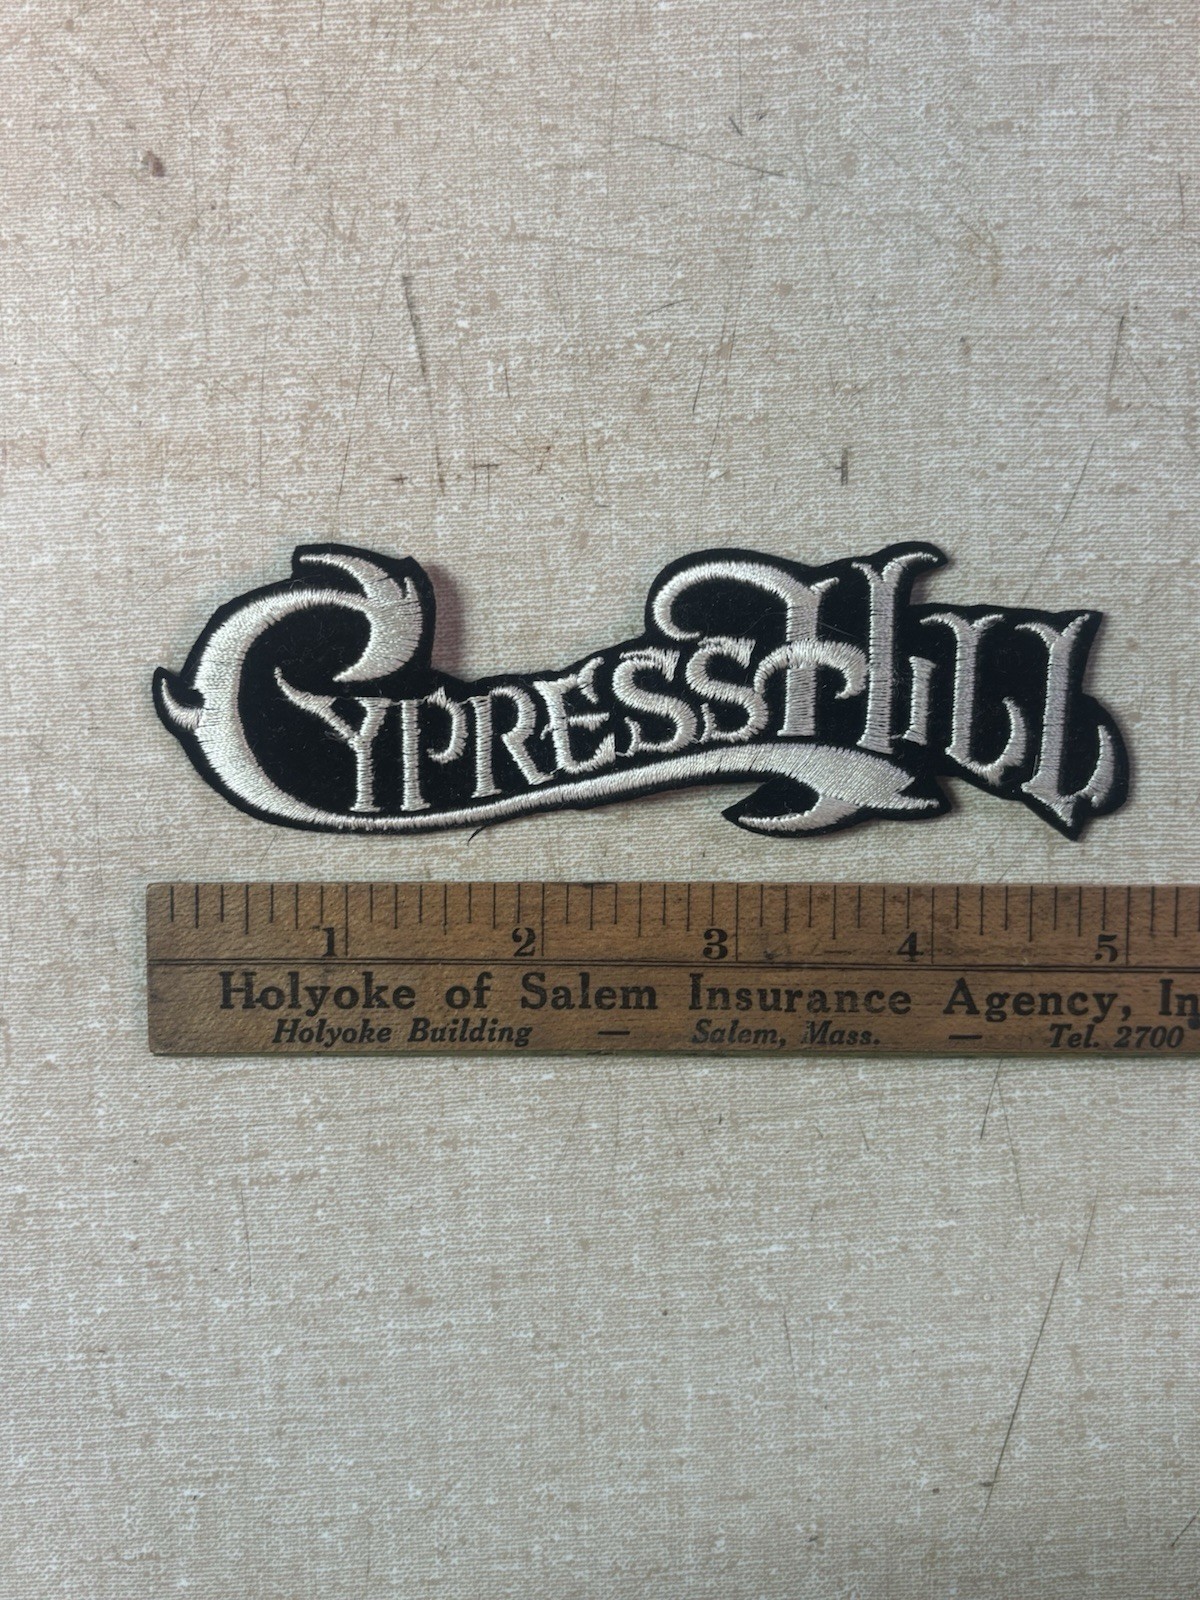 Cypress Hill
1 2 3 4 5
Holyoke of Salem Insurance Agency, In
Holyoke Building — Salem, Mass. — Tel. 2700